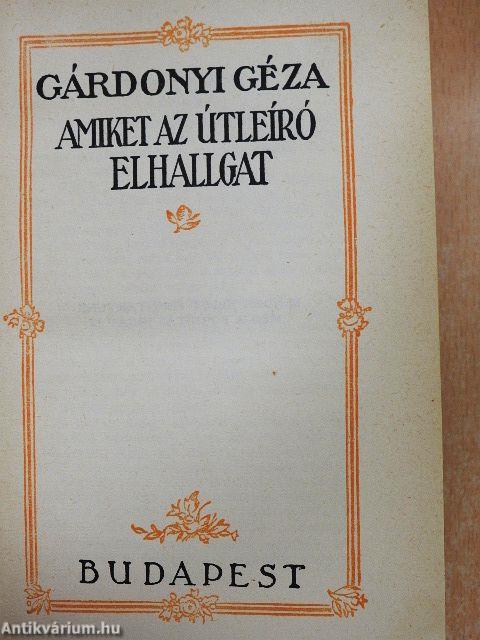 GÁRDONYI GÉZA
AMIKET AZ ÚTLEÍRÓ
ELHALLGAT
BUDAPEST
Antikvárium.hu